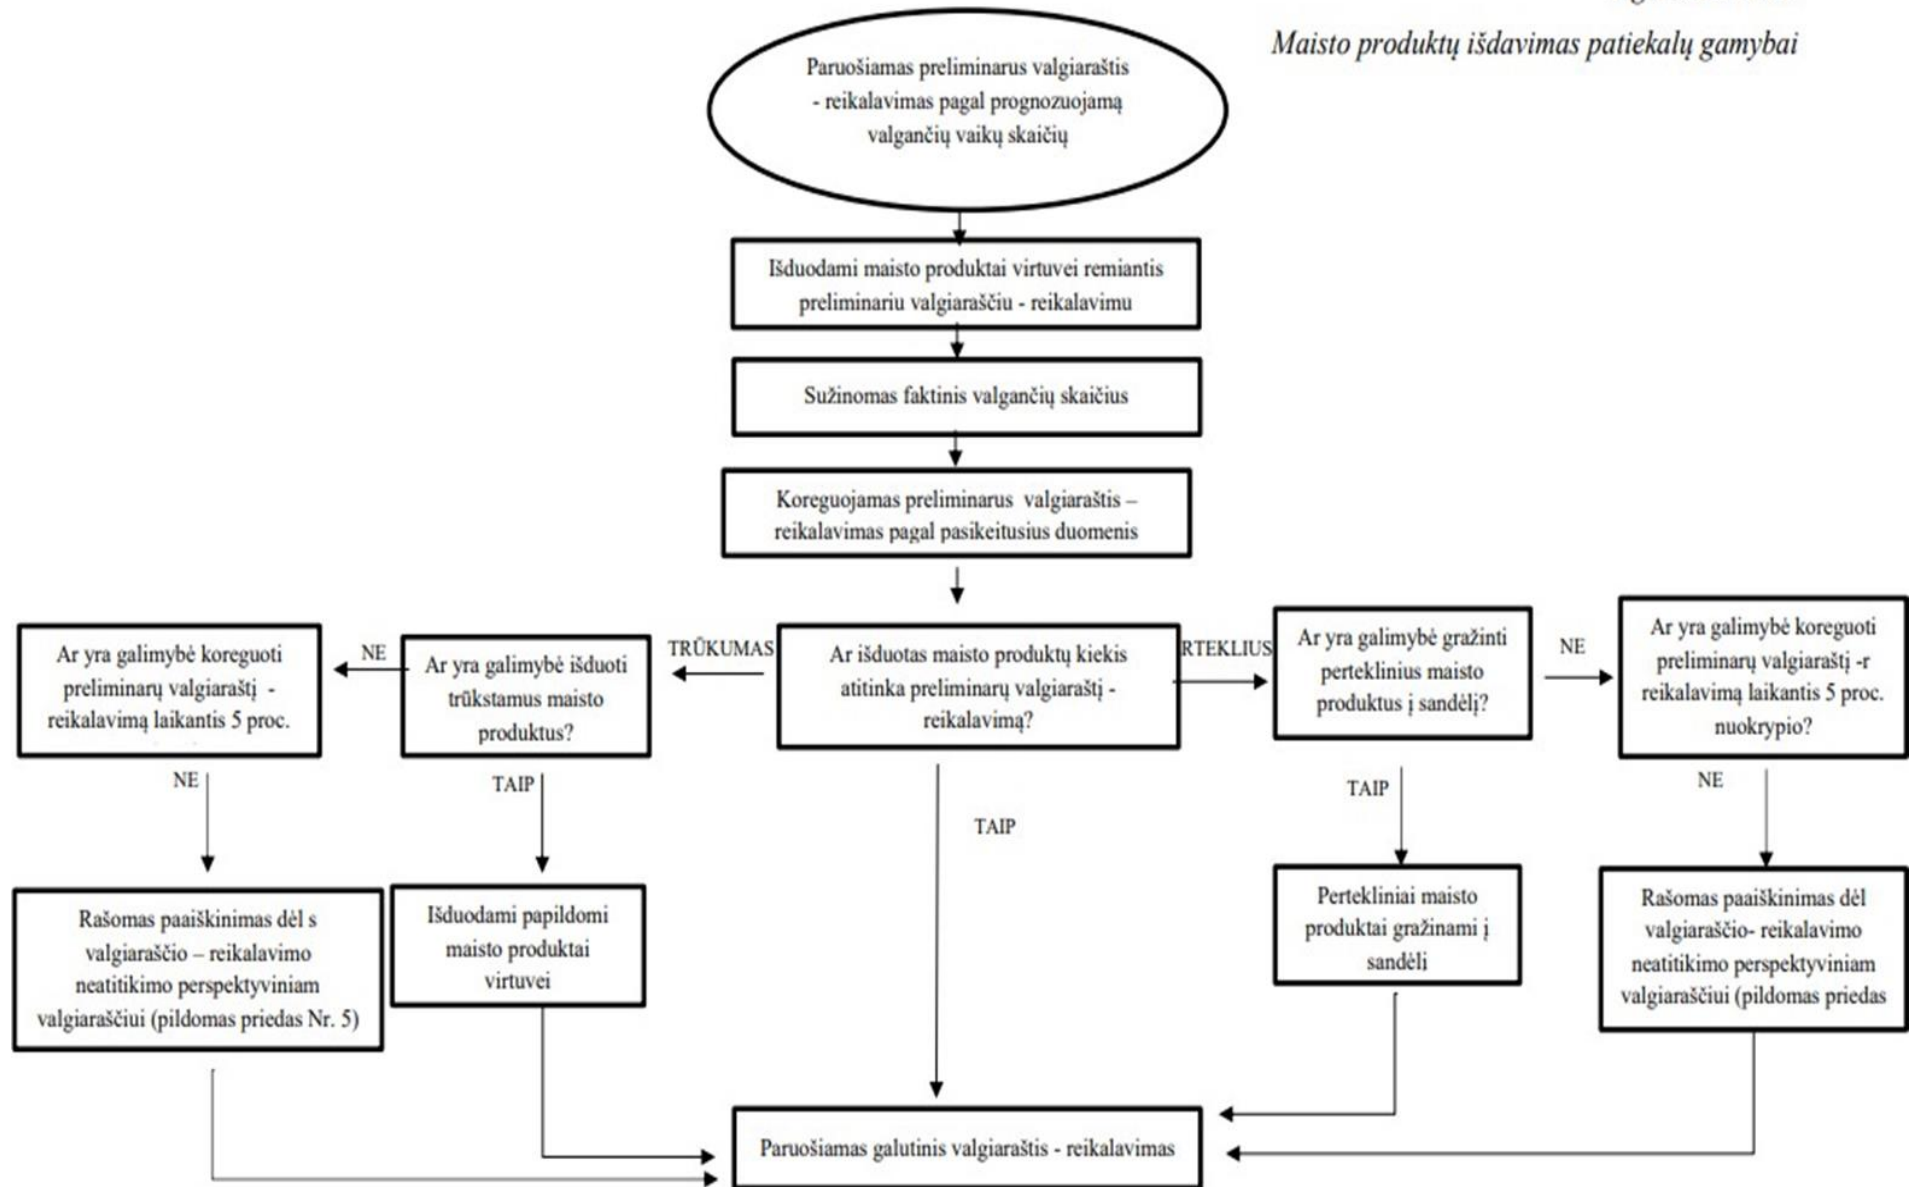 Maisto produktų išdavimas patiekalų gamybai
Paruošiamas preliminarus valgiaraštis
- reikalavimas pagal prognozuojamą
valgančių vaikų skaičių
Išduodami maisto produktai virtuvei remiantis
preliminariu valgiaraščiu - reikalavimu
Sužinomas faktinis valgančių skaičius
Koreguojamas preliminarus valgiaraštis –
reikalavimas pagal pasikeitusius duomenis
Ar yra galimybė koreguoti
preliminarų valgiaraštį -
reikalavimą laikantis 5 proc.
NE
Ar yra galimybė išduoti
trūkstamus maisto
produktus?
TRŪKUMAS
Ar išduotas maisto produktų kiekis
atitinka preliminarų valgiaraštį -
reikalavimą?
RTEKLIUS
Ar yra galimybė gražinti
perteklinius maisto
produktus į sandėlį?
NE
Ar yra galimybė koreguoti
preliminarų valgiaraštį -r
reikalavimą laikantis 5 proc.
nuokrypio?
NE
TAIP
TAIP
TAIP
NE
Rašomas paaiškinimas dėl s
valgiaraščio – reikalavimo
neatitikimo perspektyviniam
valgiaraščiui (pildomas priedas Nr. 5)
Išduodami papildomi
maisto produktai
virtuvei
Pertekliniai maisto
produktai gražinami į
sandėlį
Rašomas paaiškinimas dėl
valgiaraščio- reikalavimo
neatitikimo perspektyviniam
valgiaraščiui (pildomas priedas
Paruošiamas galutinis valgiaraštis - reikalavimas